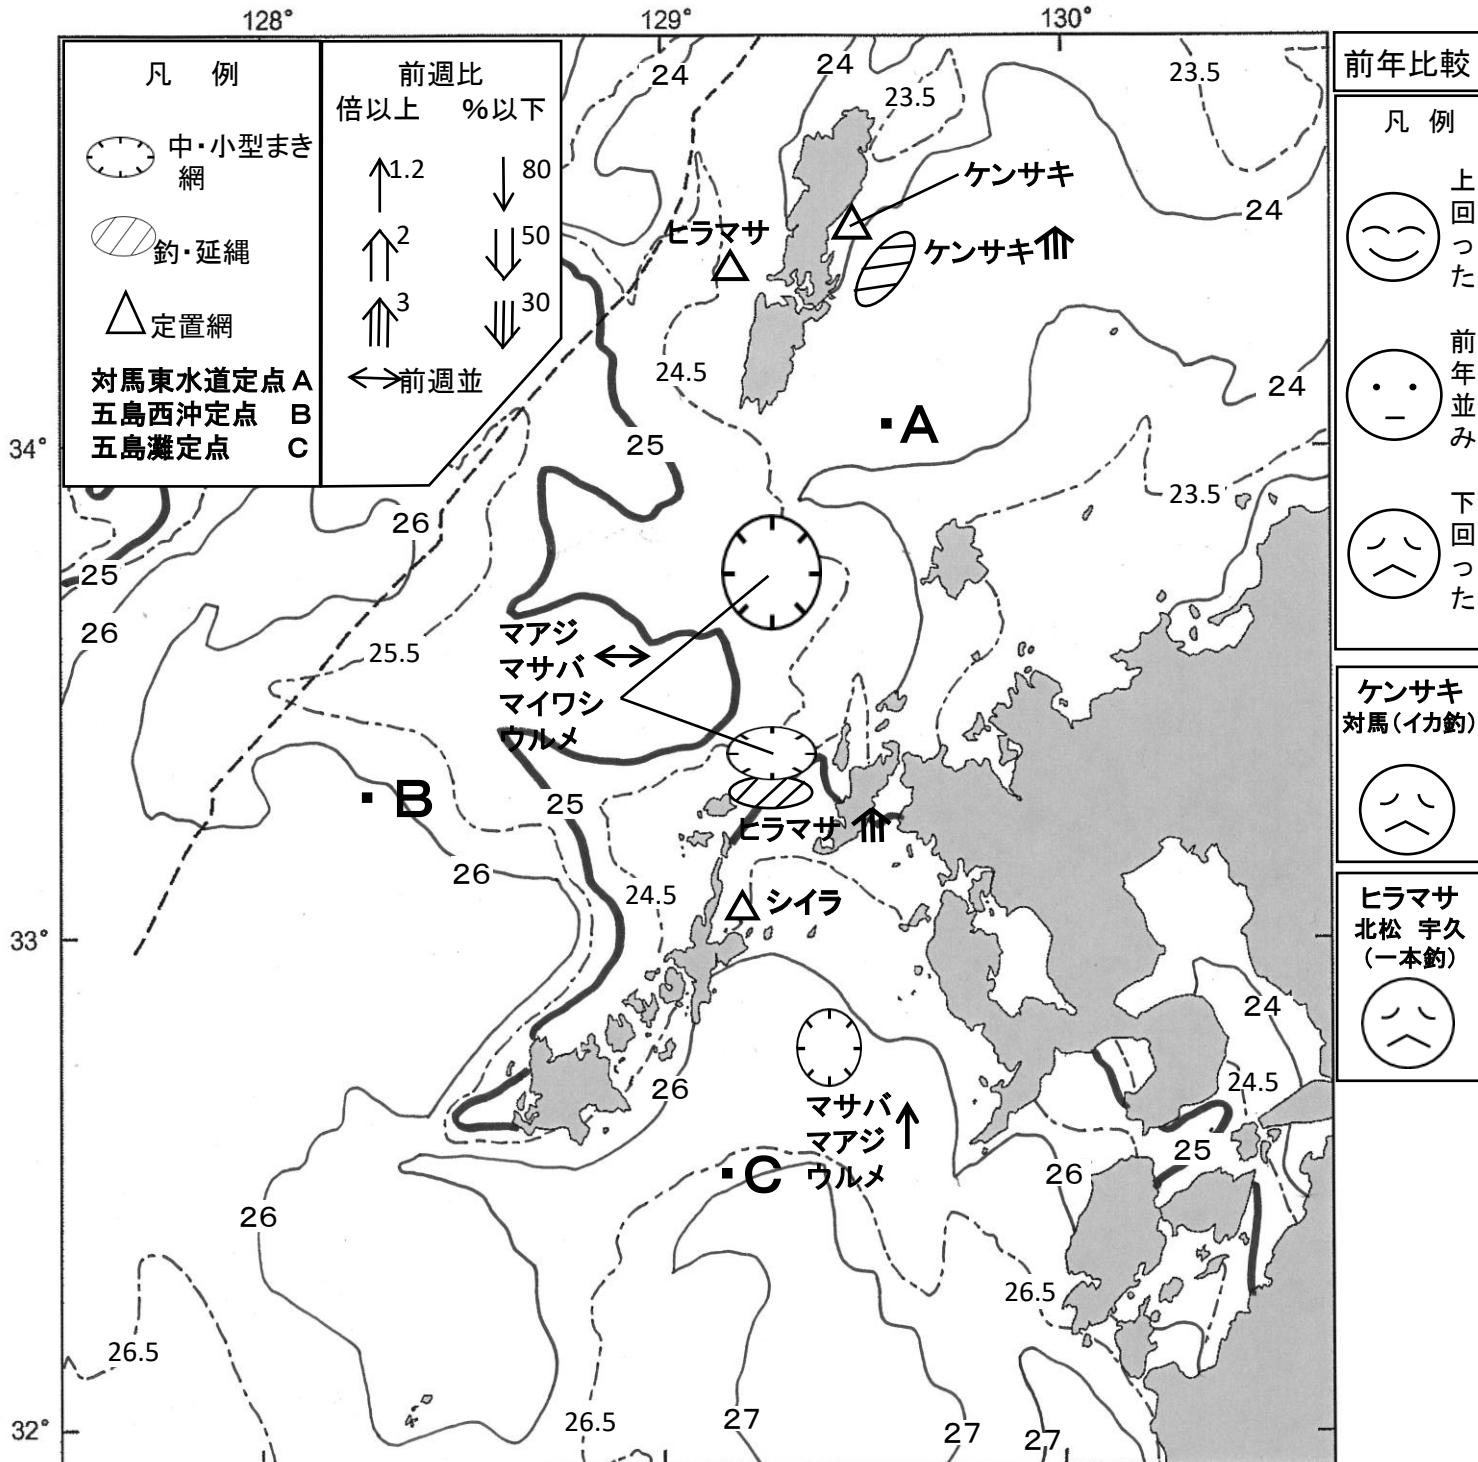 128°
129°
130°
凡 例
中・小型まき
網
釣・延縄
定置網
対馬東水道定点 A
五島西沖定点 B
五島灘定点 C
前週比
倍以上 %以下
1.2 80
2 50
3 30
前週並
前年比較
凡 例
上回った
前年並み
下回った
ケンサキ
対馬(イカ釣)
ヒラマサ
北松 宇久
(一本釣)
24
24
23.5
23.5
ケンサキ
24
ヒラマサ
ケンサキ
24.5
24
34°
25
A
23.5
26
25
26
25.5
マアジ
マサバ
マイワシ
ウルメ
B
25
ヒラマサ
26
24.5
シイラ
33°
24
26
24.5
マサバ
マアジ
ウルメ
25
C
26
26
26.5
26.5
26.5
32°
27
27
27